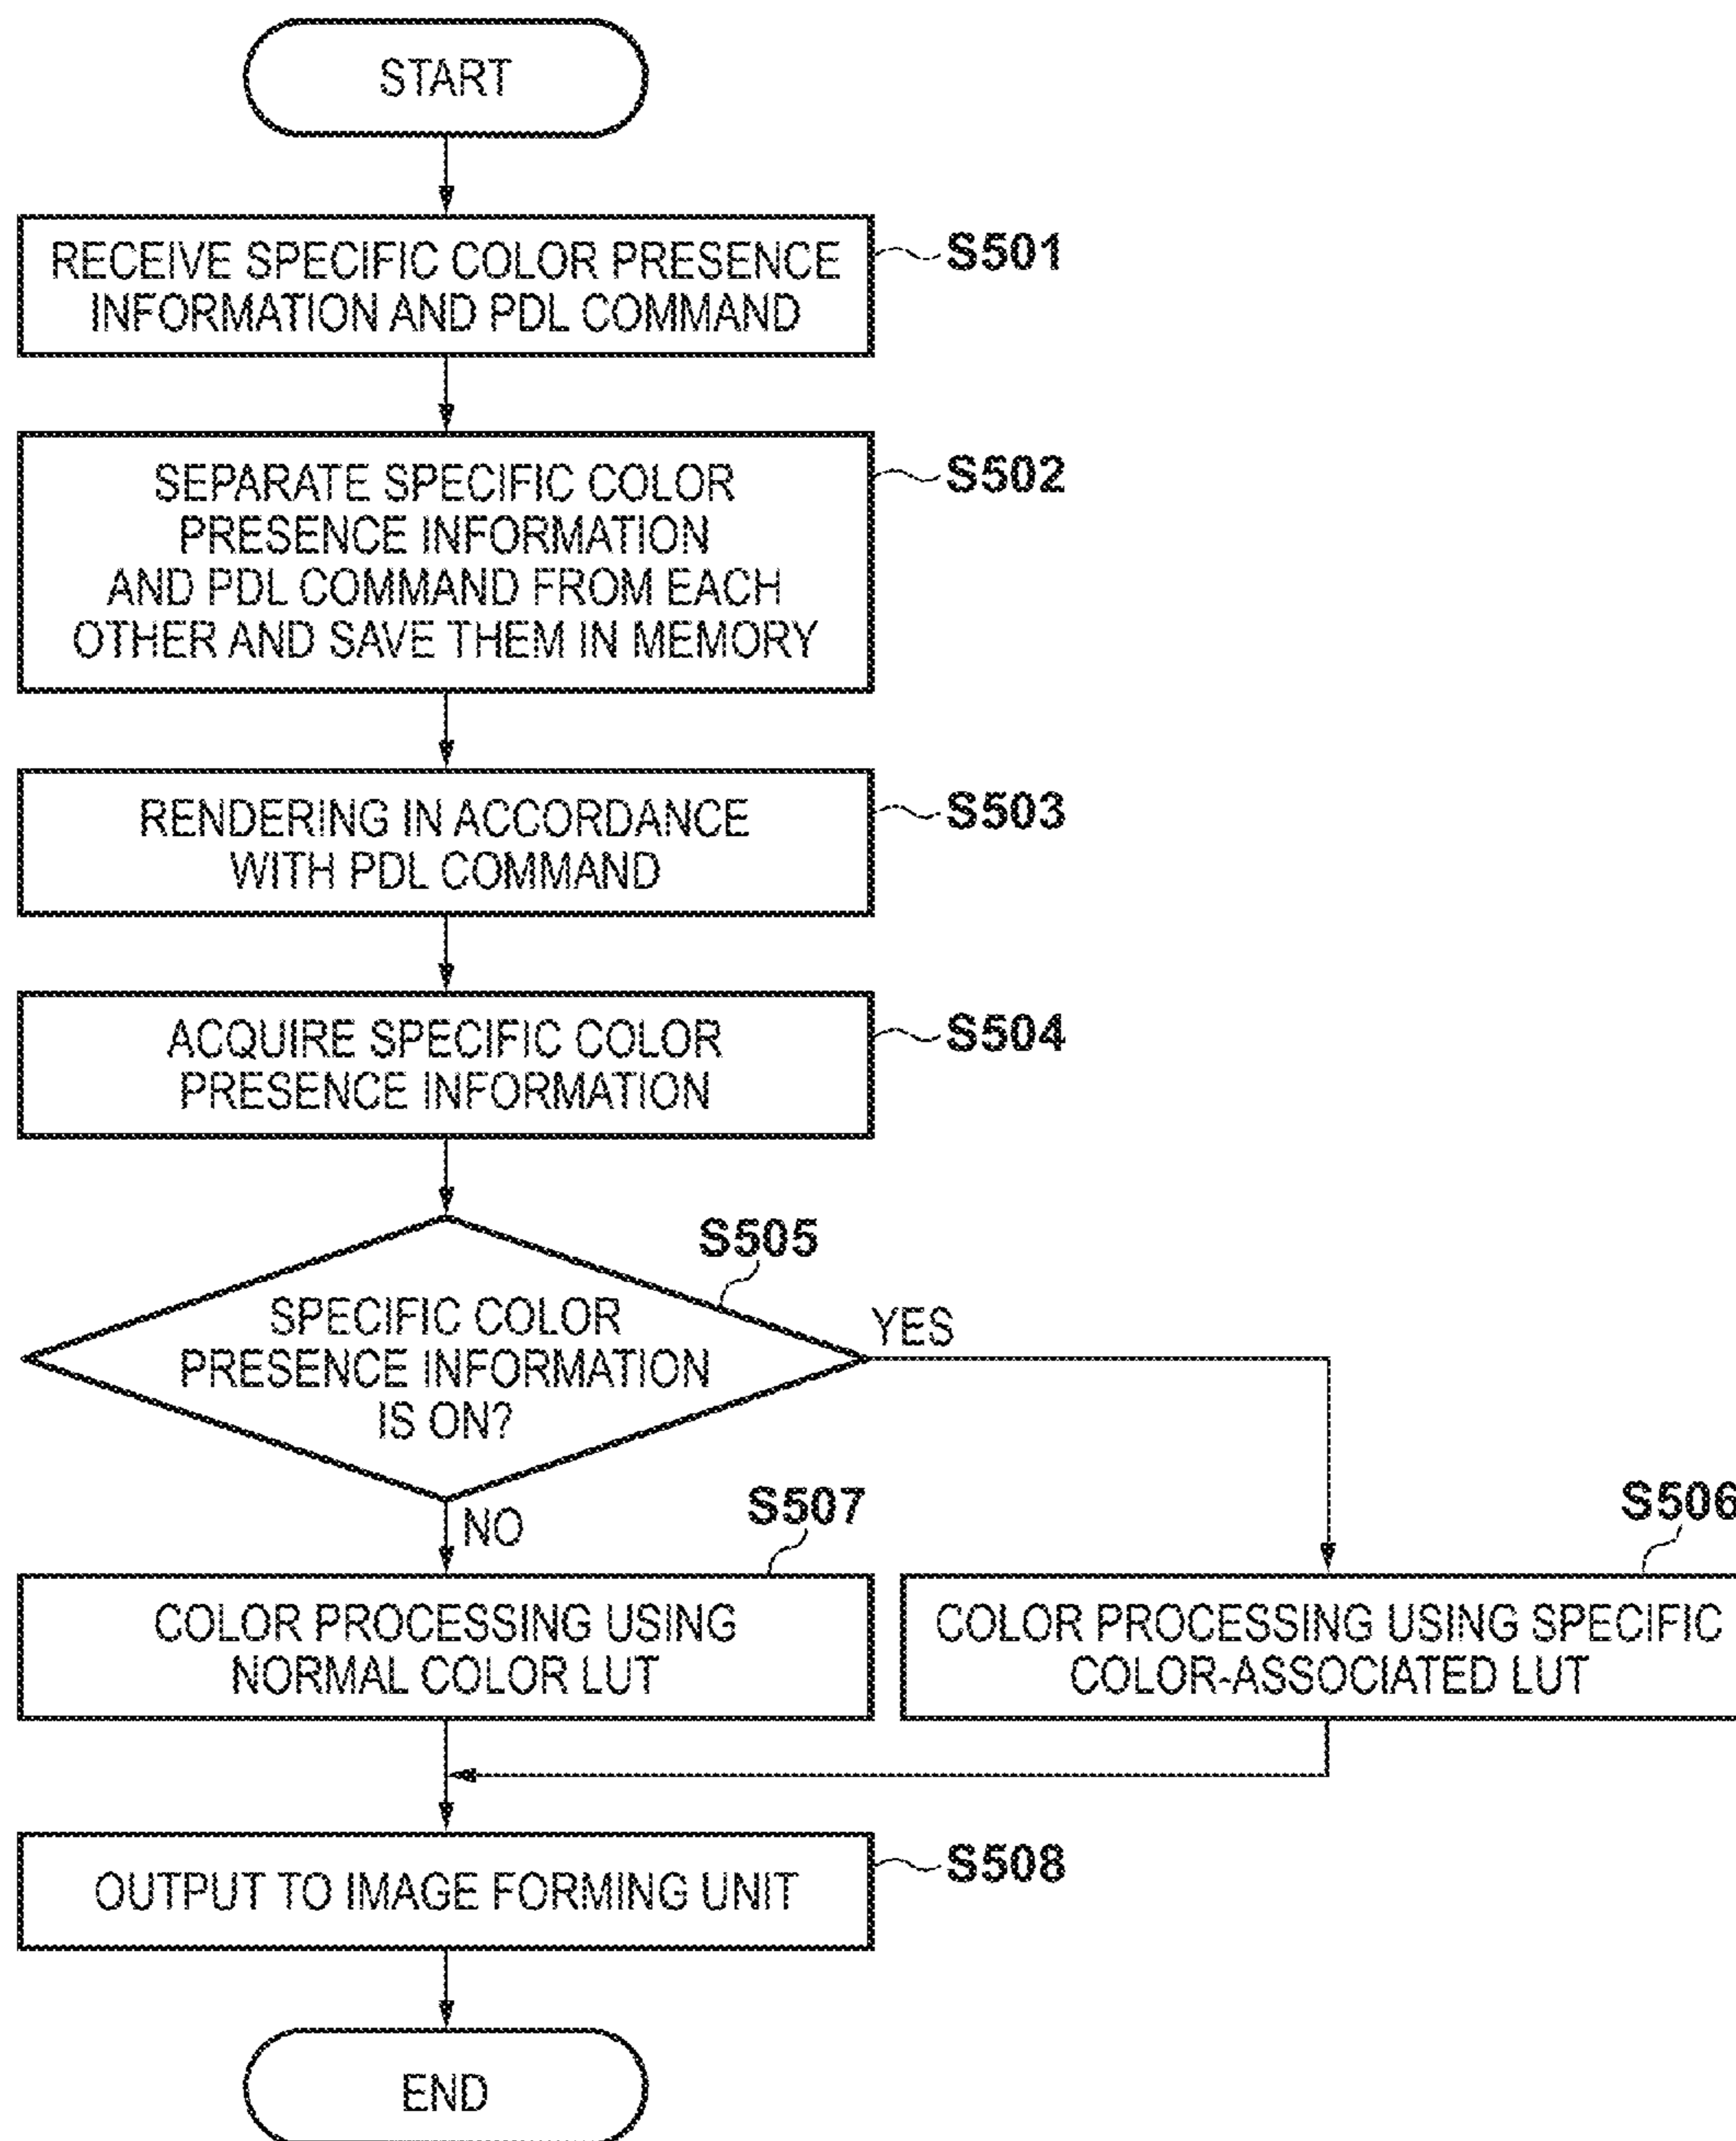 START
RECEIVE SPECIFIC COLOR PRESENCE
INFORMATION AND PDL COMMAND
S501
SEPARATE SPECIFIC COLOR
PRESENCE INFORMATION
AND PDL COMMAND FROM EACH
OTHER AND SAVE THEM IN MEMORY
S502
RENDERING IN ACCORDANCE
WITH PDL COMMAND
S503
ACQUIRE SPECIFIC COLOR
PRESENCE INFORMATION
S504
S505
SPECIFIC COLOR
PRESENCE INFORMATION
IS ON?
YES
NO
S507
COLOR PROCESSING USING
NORMAL COLOR LUT
S506
COLOR PROCESSING USING SPECIFIC
COLOR-ASSOCIATED LUT
OUTPUT TO IMAGE FORMING UNIT
S508
END